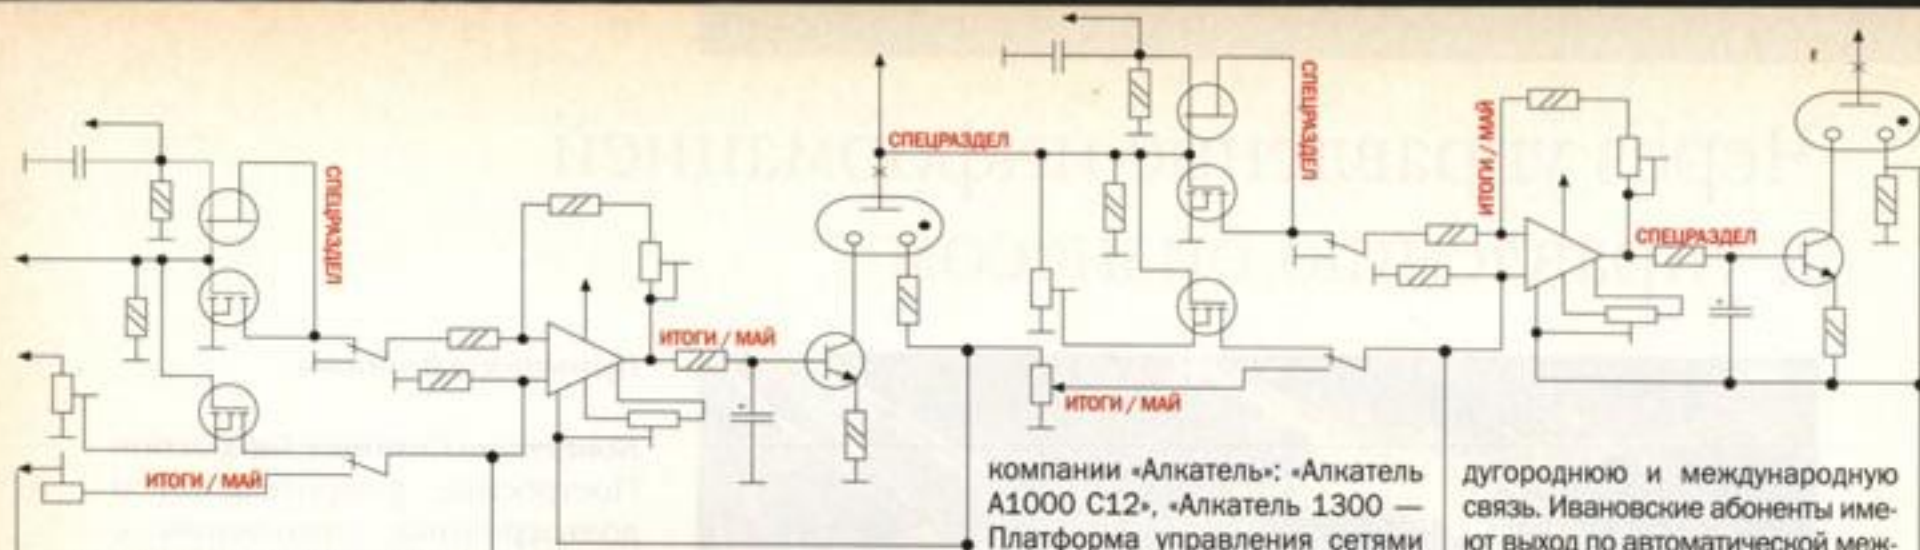 СПЕЦРАЗДЕЛ
ИТОГИ / МАЙ
ИТОГИ / МАЙ
СПЕЦРАЗДЕЛ
СПЕЦРАЗДЕЛ
ИТОГИ / МАЙ
ИТОГИ / МАЙ
СПЕЦРАЗДЕЛ
компании «Алкатель»: «Алкатель
А1000 С12», «Алкатель 1300 —
Платформа управления сетями
дугороднюю и международную
связь. Ивановские абоненты име-
ют выход по автоматической меж-